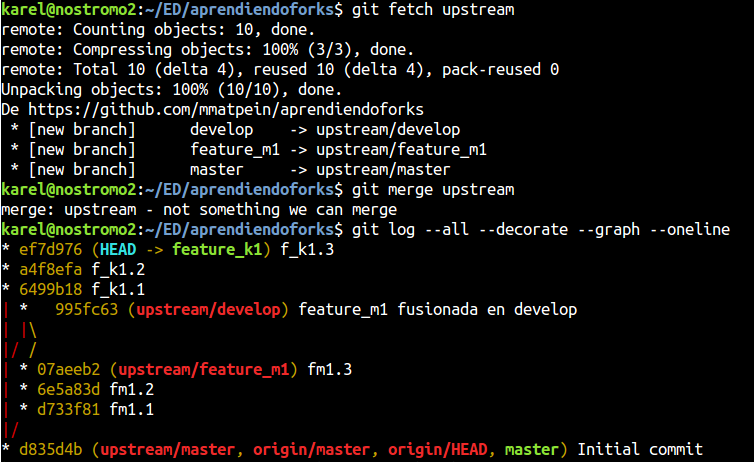 karel@nostromo2:~/ED/aprendiendoforks$ git fetch upstream
remote: Counting objects: 10, done.
remote: Compressing objects: 100% (3/3), done.
remote: Total 10 (delta 4), reused 10 (delta 4), pack-reused 0
Unpacking objects: 100% (10/10), done.
De https://github.com/mmatpein/aprendiendoforks
 * [new branch]      develop    -> upstream/develop
 * [new branch]      feature_m1 -> upstream/feature_m1
 * [new branch]      master     -> upstream/master
karel@nostromo2:~/ED/aprendiendoforks$ git merge upstream
merge: upstream - not something we can merge
karel@nostromo2:~/ED/aprendiendoforks$ git log --all --decorate --graph --oneline
* ef7d976 (HEAD -> feature_k1) f_k1.3
* a4f8efa f_k1.2
* 6499b18 f_k1.1
| *   995fc63 (upstream/develop) feature_m1 fusionada en develop
| |\
|/ /
| * 07aeeb2 (upstream/feature_m1) fm1.3
| * 6e5a83d fm1.2
| * d733f81 fm1.1
|/
* d835d4b (upstream/master, origin/master, origin/HEAD, master) Initial commit